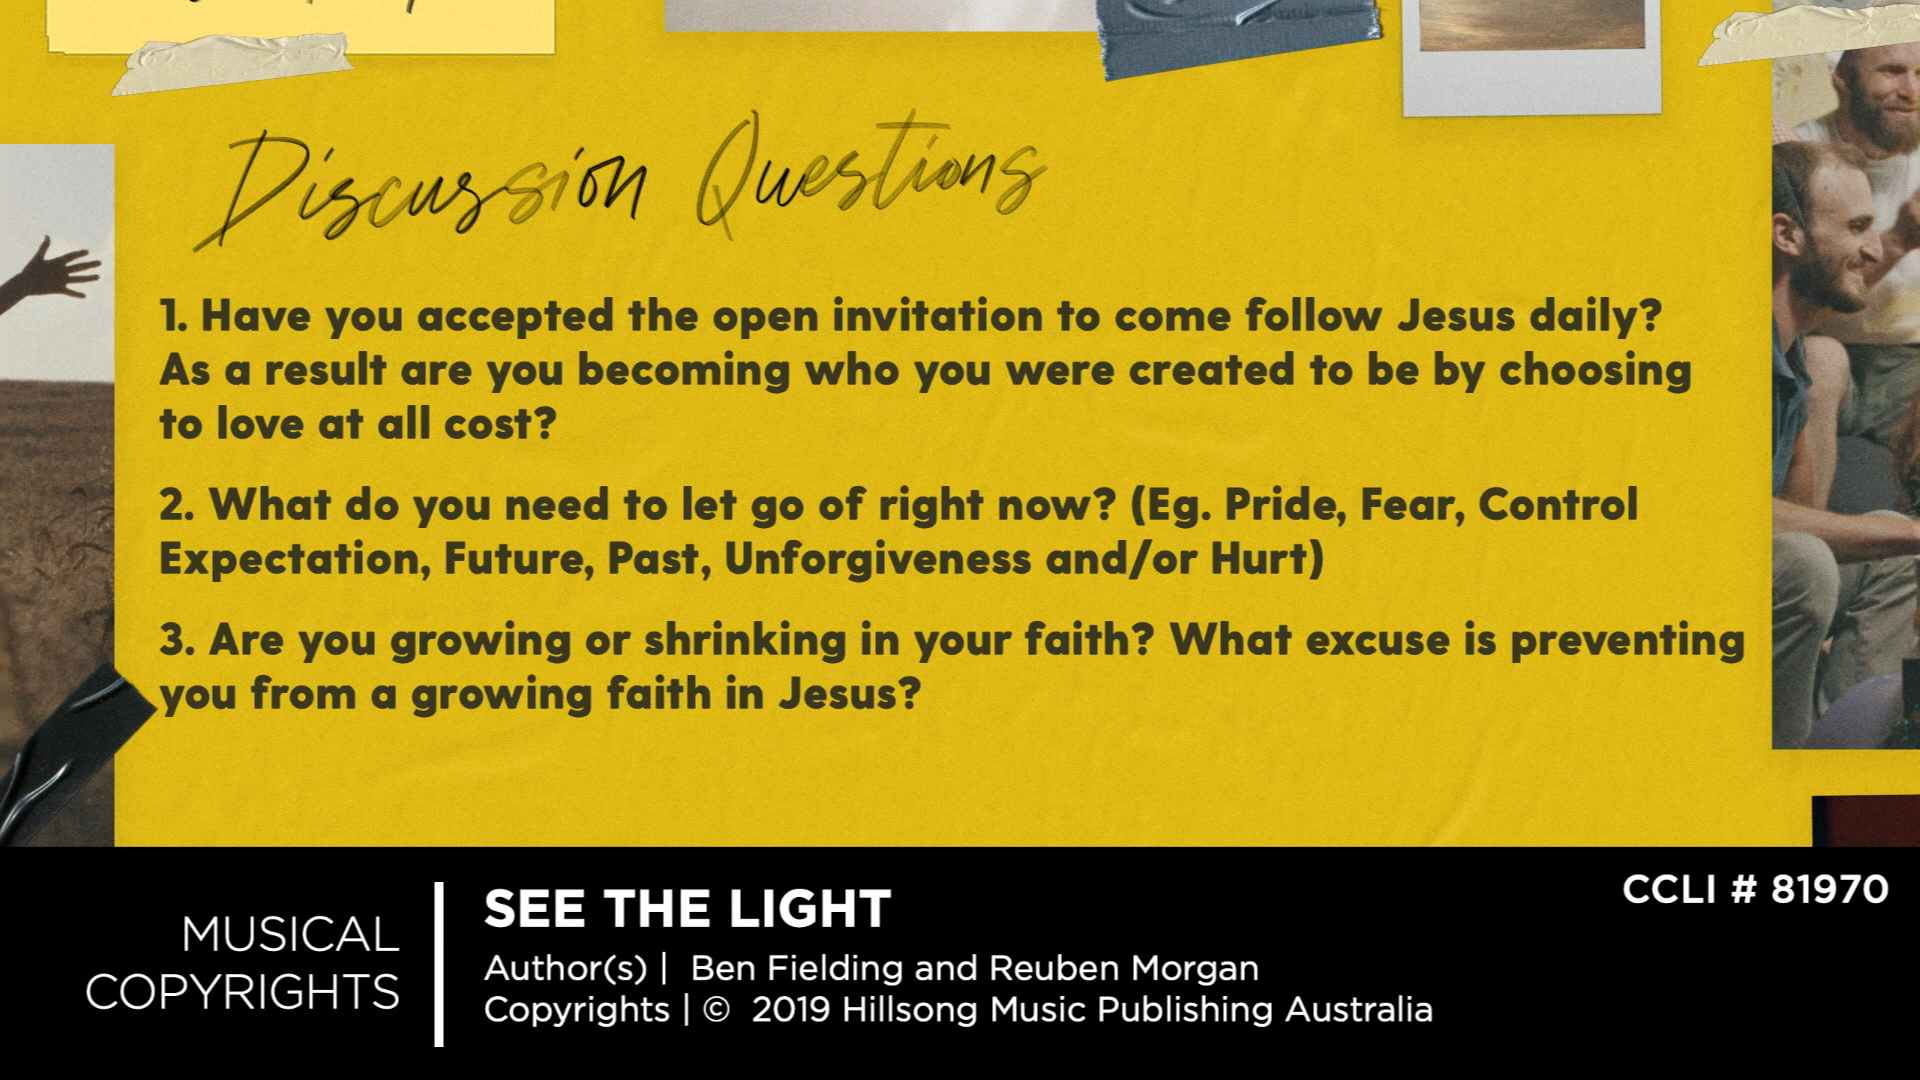 Discussion Questions
1. Have you accepted the open invitation to come follow Jesus daily?
As a result are you becoming who you were created to be by choosing
to love at all cost?
2. What do you need to let go of right now? (Eg. Pride, Fear, Control
Expectation, Future, Past, Unforgiveness and/or Hurt)
3. Are you growing or shrinking in your faith? What excuse is preventing
you from a growing faith in Jesus?
MUSICAL
COPYRIGHTS
SEE THE LIGHT
Author(s) | Ben Fielding and Reuben Morgan
Copyrights | © 2019 Hillsong Music Publishing Australia
CCLI # 81970